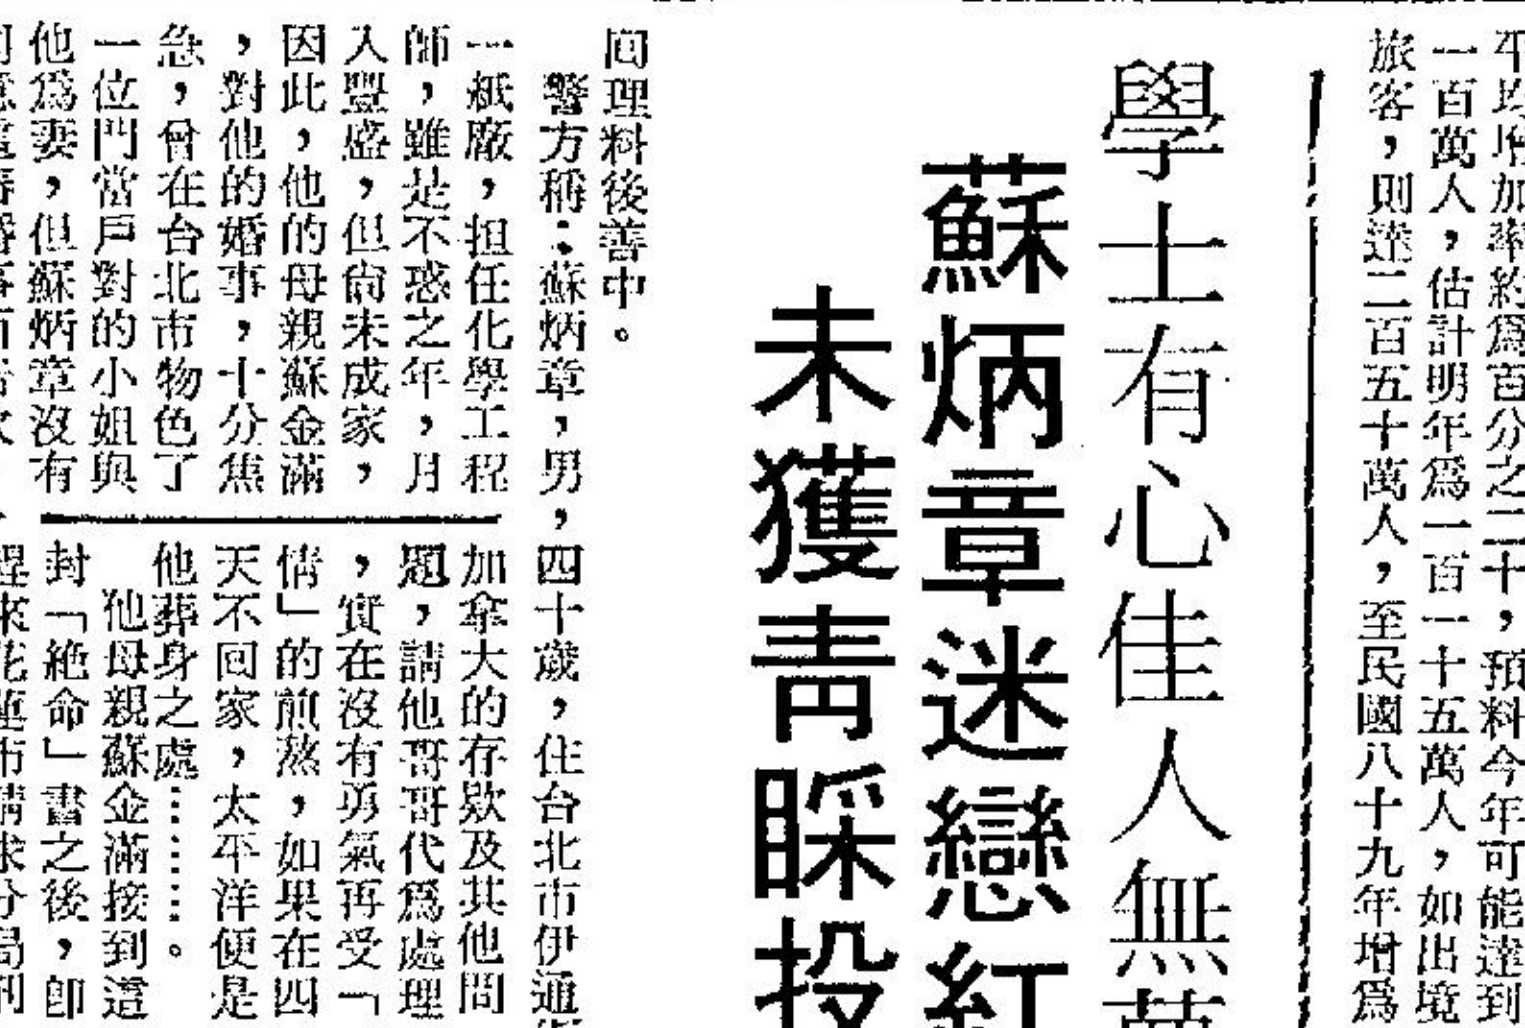 平均增加率約爲百分之二十，預料今年可能達到
一百萬人，估計明年爲一百一十五萬人，如出境
旅客，則達二百五十萬人，至民國八十九年增爲
學士有心佳人無
蘇炳章迷戀紅
未獲青睬投
回理料後善中。
警方稱：蘇炳章，男，四十歲，住台北市伊通
一紙廠，担任化學工程
師，雖是不惑之年，月
入豐盛，但尚未成家，
因此，他的母親蘇金滿
，對他的婚事，十分焦
急，曾在台北市物色了
一位門當戶對的小姐與
他爲妻，但蘇炳章沒有
加拿大的存欵及其他問
題，請他哥哥代爲處理
，實在沒有勇氣再受「
情」的煎熬，如果在四
天不回家，太平洋便是
他葬身之處⋯⋯⋯。
他母親蘇金滿接到這
封「絶命」書之後，卽